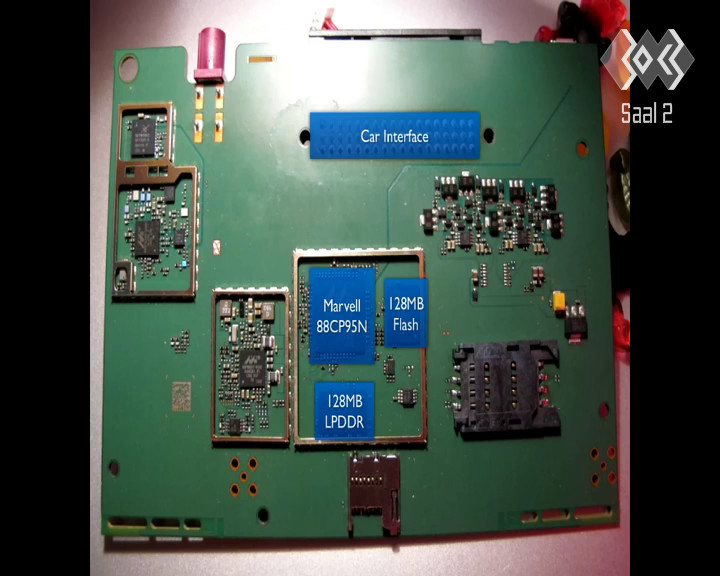 Saal 2
Car Interface
Marvell
88CP95N
128MB
Flash
128MB
LPDDR